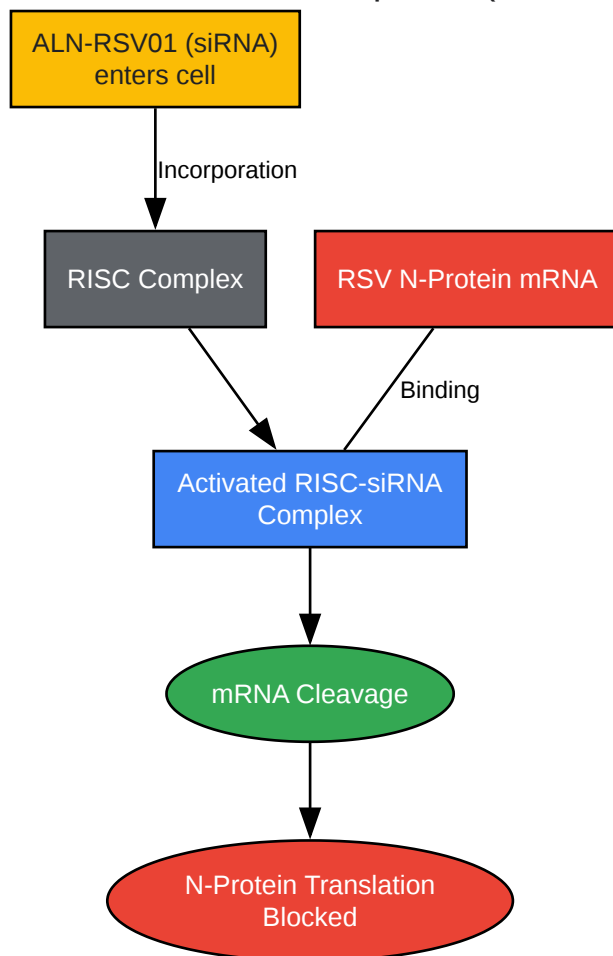 ALN-RSV01 (siRNA)
enters cell
Incorporation
RISC Complex
RSV N-Protein mRNA
Binding
Activated RISC-siRNA
Complex
mRNA Cleavage
N-Protein Translation
Blocked